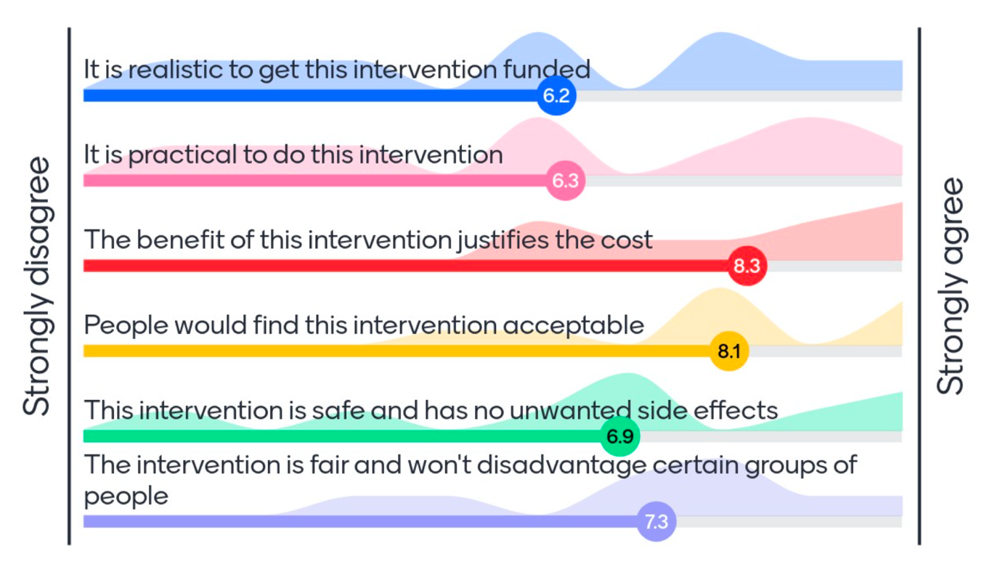 Strongly disagree
It is realistic to get this intervention funded
6.2
It is practical to do this intervention
6.3
The benefit of this intervention justifies the cost
8.3
People would find this intervention acceptable
8.1
This intervention is safe and has no unwanted side effects
6.9
The intervention is fair and won't disadvantage certain groups of
people
7.3
Strongly agree